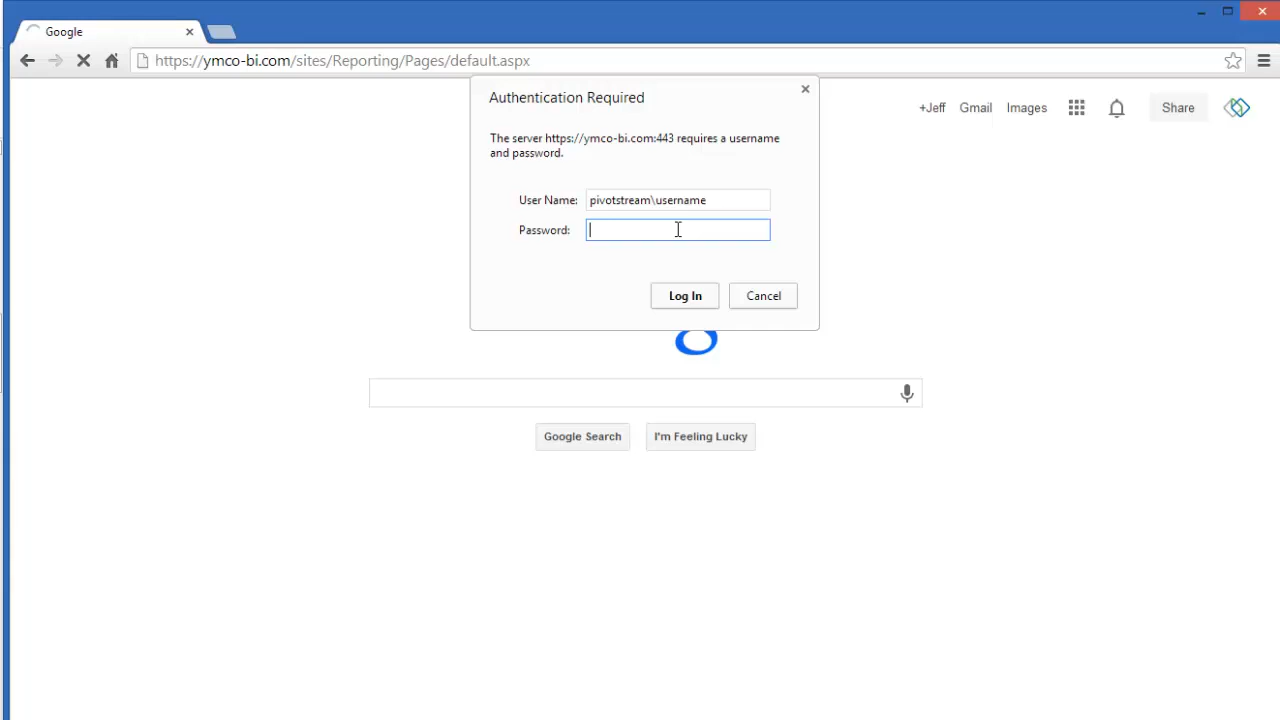 Google
https://ymco-bi.com/sites/Reporting/Pages/default.aspx
Authentication Required
+Jeff Gmail Images Share
The server https://ymco-bi.com:443 requires a username
and password.
User Name: pivotstream\username
Password:
Log In Cancel
Google Search I'm Feeling Lucky